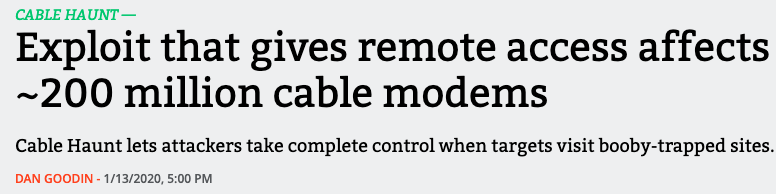 CABLE HAUNT —
Exploit that gives remote access affects
~200 million cable modems
Cable Haunt lets attackers take complete control when targets visit booby-trapped sites.
DAN GOODIN - 1/13/2020, 5:00 PM